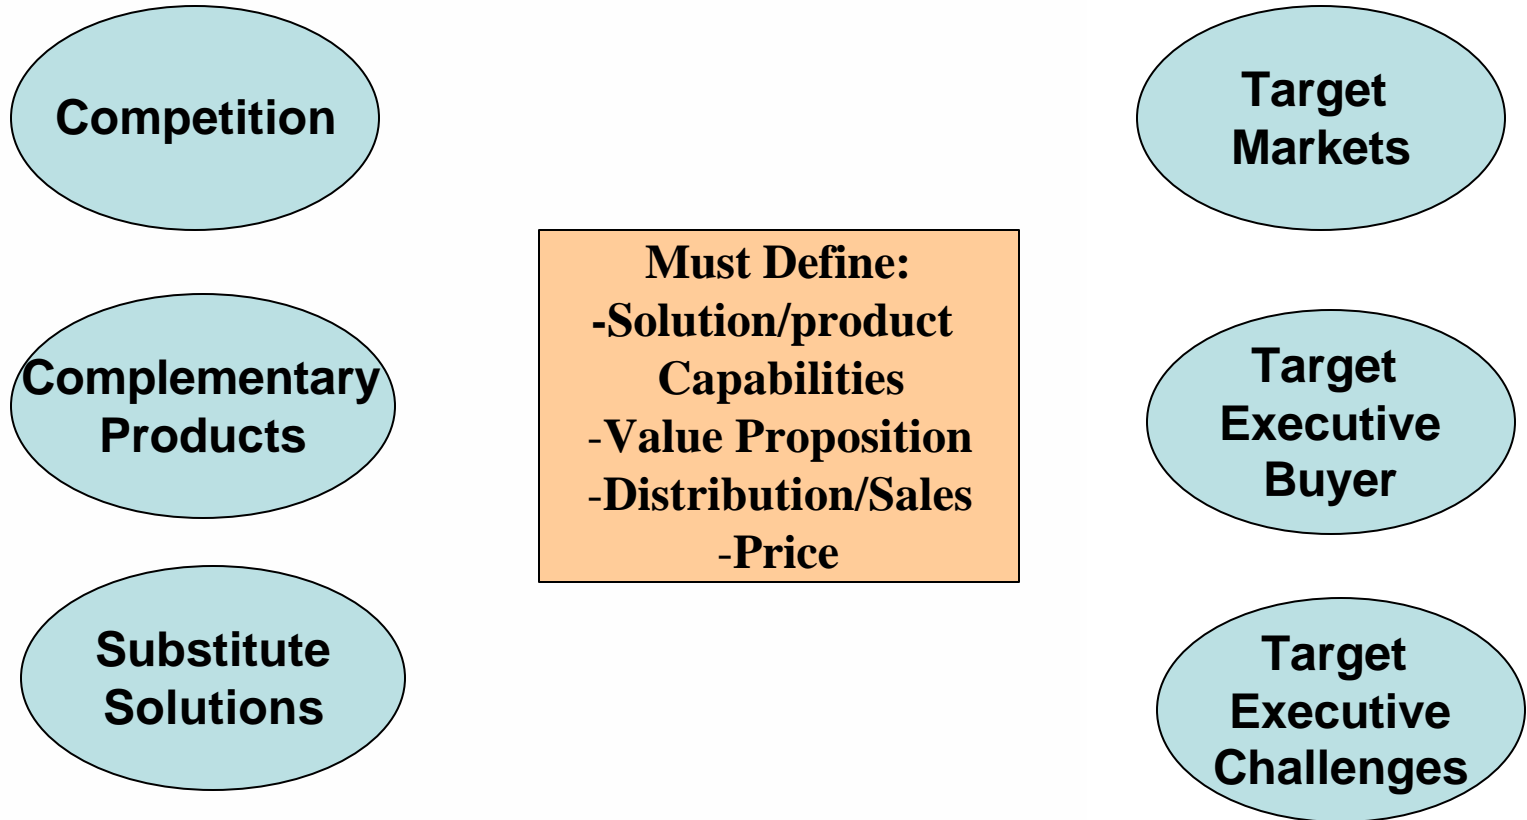 Competition
Complementary
Products
Substitute
Solutions
Must Define:
-Solution/product
Capabilities
-Value Proposition
-Distribution/Sales
-Price
Target
Markets
Target
Executive
Buyer
Target
Executive
Challenges